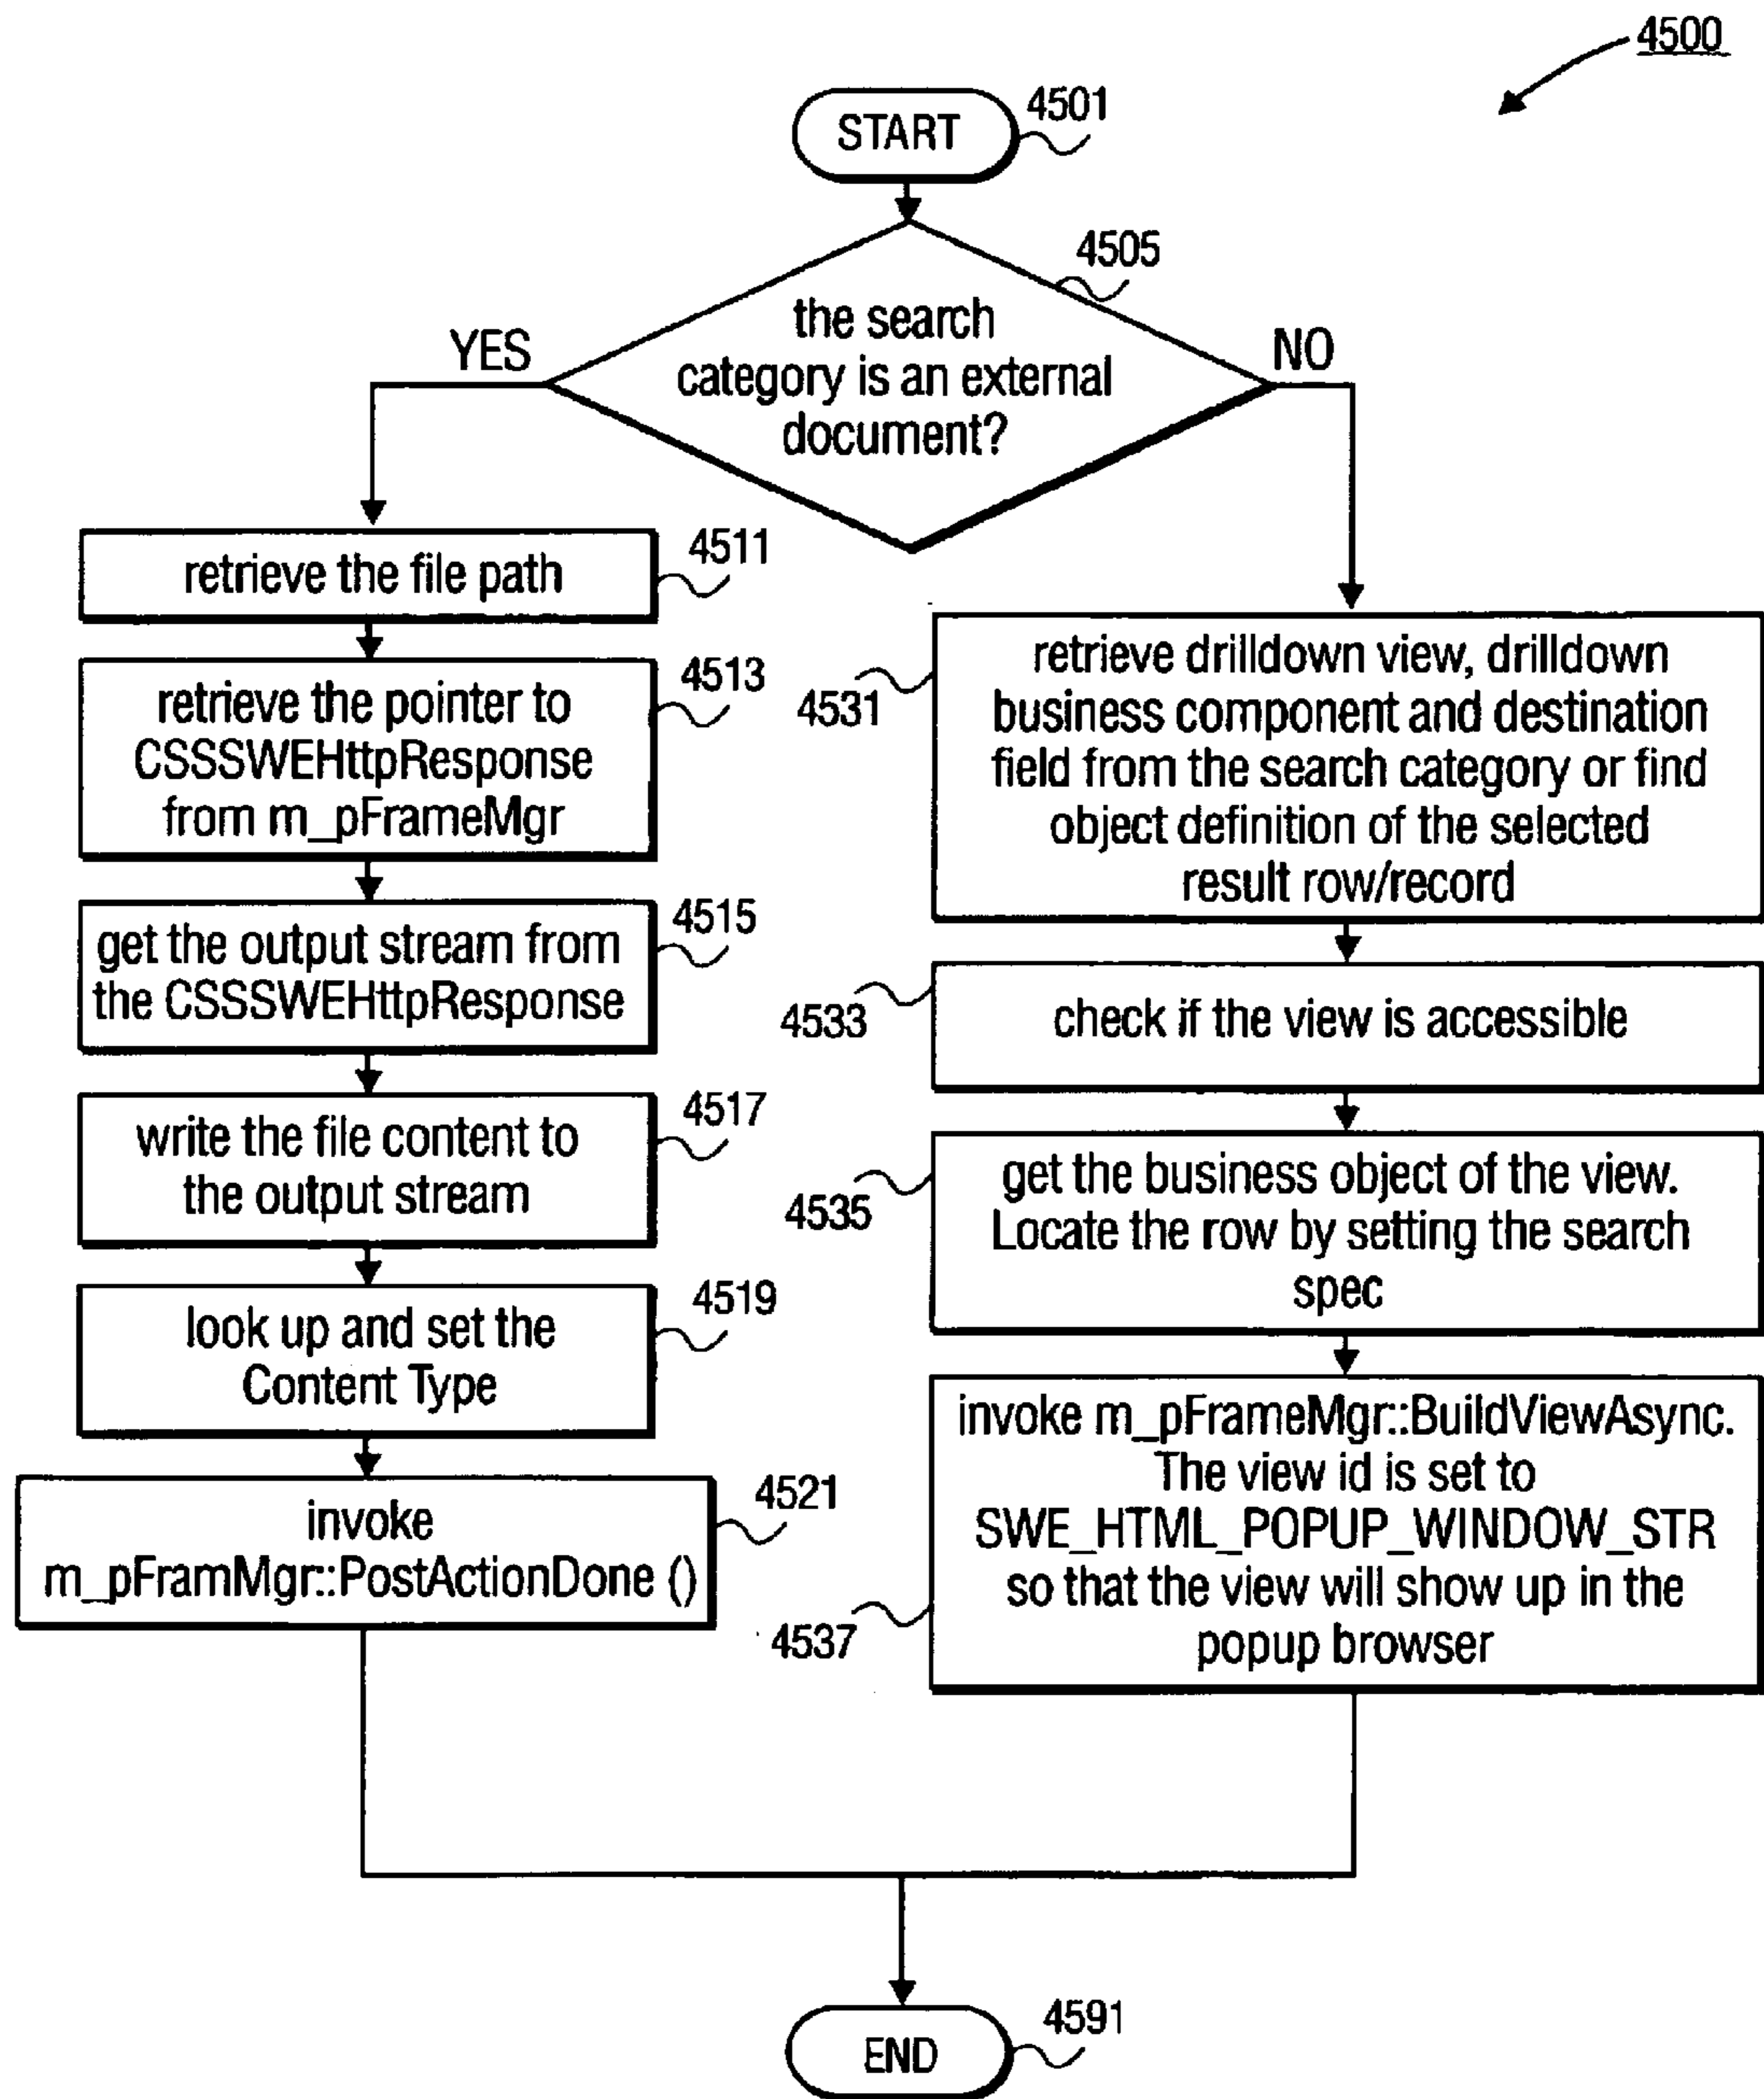 4500
START
4501
4505
the search
category is an external
document?
YES
NO
retrieve the file path
4511
retrieve the pointer to
CSSSWEHttpResponse
from m_pFrameMgr
4513
get the output stream from
the CSSSWEHttpResponse
4515
write the file content to
the output stream
4517
look up and set the
Content Type
4519
invoke
m_pFramMgr::PostActionDone ()
4521
retrieve drilldown view, drilldown
business component and destination
field from the search category or find
object definition of the selected
result row/record
4531
check if the view is accessible
4533
get the business object of the view.
Locate the row by setting the search
spec
4535
invoke m_pFrameMgr::BuildViewAsync.
The view id is set to
SWE_HTML_POPUP_WINDOW_STR
so that the view will show up in the
popup browser
4537
END
4591